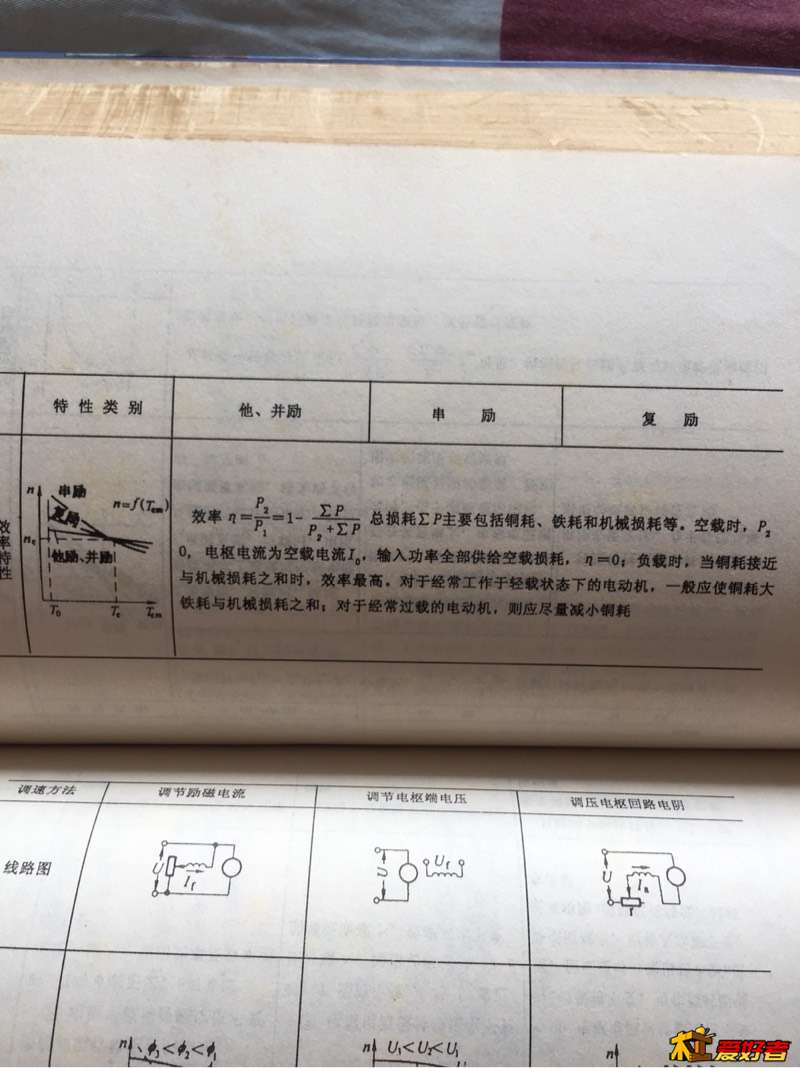 特性类别 他、并励 串 励 复 励
效率特性
n 串励 n=f(Tem)
复励
他励、并励
T0 Te Tem
效率 η=P2/P1=1-ΣP/(P2+ΣP) 总损耗ΣP主要包括铜耗、铁耗和机械损耗等。空载时，P2
0，电枢电流为空载电流I0，输入功率全部供给空载损耗，η=0；负载时，当铜耗接近
与机械损耗之和时，效率最高。对于经常工作于轻载状态下的电动机，一般应使铜耗大
铁耗与机械损耗之和；对于经常过载的电动机，则应尽量减小铜耗
调速方法 调节励磁电流 调节电枢端电压 调压电枢回路电阴
线路图
U If
U Uf
U Ia
r
n ϕ3<ϕ2<ϕ1
n U1<U2<U1
n
爱好者